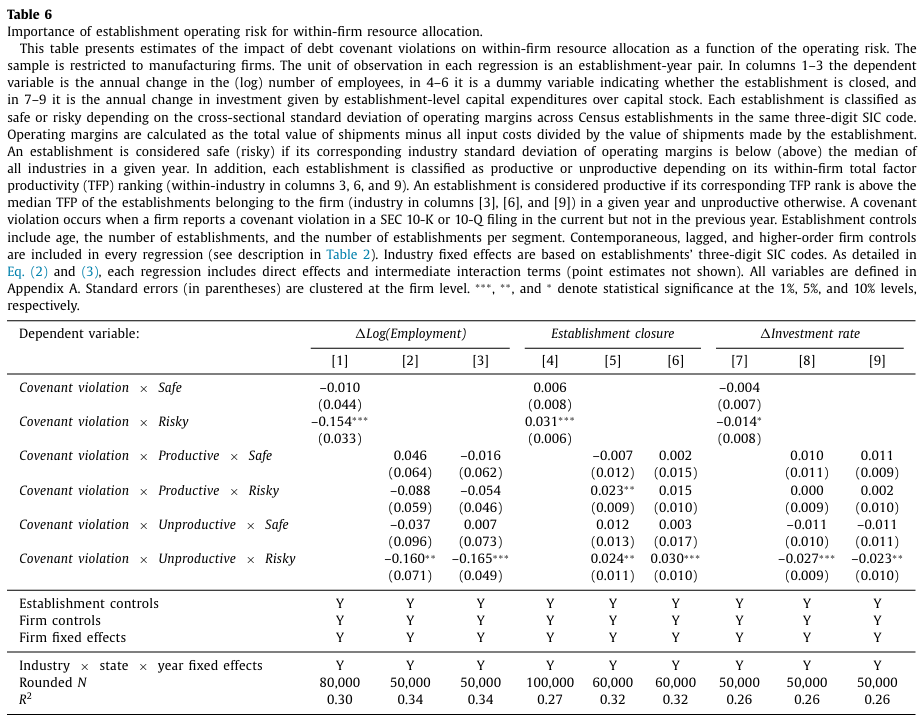 Table 6
Importance of establishment operating risk for within-firm resource allocation.
This table presents estimates of the impact of debt covenant violations on within-firm resource allocation as a function of the operating risk. The
sample is restricted to manufacturing firms. The unit of observation in each regression is an establishment-year pair. In columns 1–3 the dependent
variable is the annual change in the (log) number of employees, in 4–6 it is a dummy variable indicating whether the establishment is closed, and
in 7–9 it is the annual change in investment given by establishment-level capital expenditures over capital stock. Each establishment is classified as
safe or risky depending on the cross-sectional standard deviation of operating margins across Census establishments in the same three-digit SIC code.
Operating margins are calculated as the total value of shipments minus all input costs divided by the value of shipments made by the establishment.
An establishment is considered safe (risky) if its corresponding industry standard deviation of operating margins is below (above) the median of
all industries in a given year. In addition, each establishment is classified as productive or unproductive depending on its within-firm total factor
productivity (TFP) ranking (within-industry in columns 3, 6, and 9). An establishment is considered productive if its corresponding TFP rank is above the
median TFP of the establishments belonging to the firm (industry in columns [3], [6], and [9]) in a given year and unproductive otherwise. A covenant
violation occurs when a firm reports a covenant violation in a SEC 10-K or 10-Q filing in the current but not in the previous year. Establishment controls
include age, the number of establishments, and the number of establishments per segment. Contemporaneous, lagged, and higher-order firm controls
are included in every regression (see description in Table 2). Industry fixed effects are based on establishments' three-digit SIC codes. As detailed in
Eq. (2) and (3), each regression includes direct effects and intermediate interaction terms (point estimates not shown). All variables are defined in
Appendix A. Standard errors (in parentheses) are clustered at the firm level. ***, **, and * denote statistical significance at the 1%, 5%, and 10% levels,
respectively.
Dependent variable: ΔLog(Employment) Establishment closure ΔInvestment rate
[1] [2] [3] [4] [5] [6] [7] [8] [9]
Covenant violation × Safe −0.010 0.006 −0.004
(0.044) (0.008) (0.007)
Covenant violation × Risky −0.154*** 0.031*** −0.014*
(0.033) (0.006) (0.008)
Covenant violation × Productive × Safe 0.046 −0.016 −0.007 0.002 0.010 0.011
(0.064) (0.062) (0.012) (0.015) (0.011) (0.009)
Covenant violation × Productive × Risky −0.088 −0.054 0.023** 0.015 0.000 0.002
(0.059) (0.046) (0.009) (0.010) (0.009) (0.010)
Covenant violation × Unproductive × Safe −0.037 0.007 0.012 0.003 −0.011 −0.011
(0.096) (0.073) (0.013) (0.017) (0.010) (0.011)
Covenant violation × Unproductive × Risky −0.160** −0.165*** 0.024** 0.030*** −0.027*** −0.023**
(0.071) (0.049) (0.011) (0.010) (0.009) (0.010)
Establishment controls Y Y Y Y Y Y Y Y Y
Firm controls Y Y Y Y Y Y Y Y Y
Firm fixed effects Y Y Y Y Y Y Y Y Y
Industry × state × year fixed effects Y Y Y Y Y Y Y Y Y
Rounded N 80,000 50,000 50,000 100,000 60,000 60,000 50,000 50,000 50,000
R² 0.30 0.34 0.34 0.27 0.32 0.32 0.26 0.26 0.26